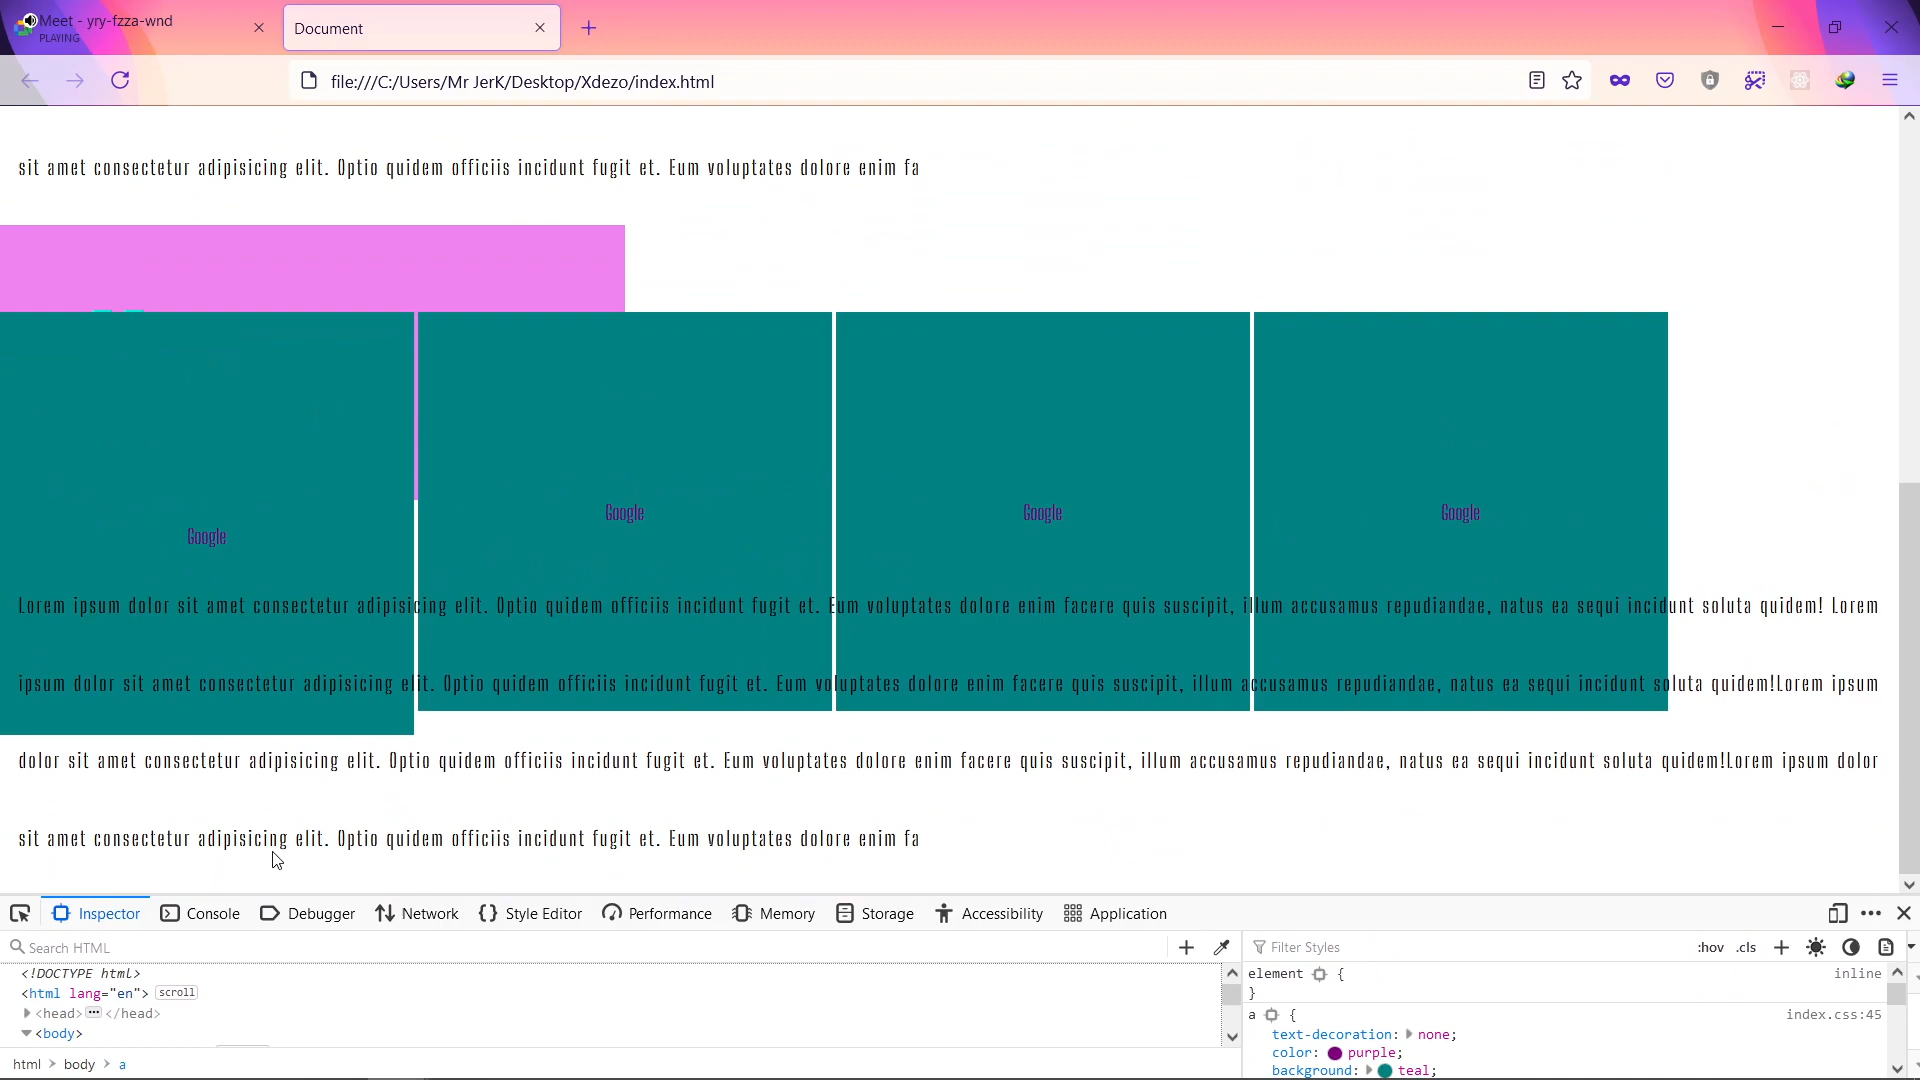 Meet - yry-fzza-wnd
PLAYING
Document
file:///C:/Users/Mr JerK/Desktop/Xdezo/index.html
sit amet consectetur adipisicing elit. Optio quidem officiis incidunt fugit et. Eum voluptates dolore enim fa
Google
Google
Google
Google
Lorem ipsum dolor sit amet consectetur adipisicing elit. Optio quidem officiis incidunt fugit et. Eum voluptates dolore enim facere quis suscipit, illum accusamus repudiandae, natus ea sequi incidunt soluta quidem! Lorem
ipsum dolor sit amet consectetur adipisicing elit. Optio quidem officiis incidunt fugit et. Eum voluptates dolore enim facere quis suscipit, illum accusamus repudiandae, natus ea sequi incidunt soluta quidem!Lorem ipsum
dolor sit amet consectetur adipisicing elit. Optio quidem officiis incidunt fugit et. Eum voluptates dolore enim facere quis suscipit, illum accusamus repudiandae, natus ea sequi incidunt soluta quidem!Lorem ipsum dolor
sit amet consectetur adipisicing elit. Optio quidem officiis incidunt fugit et. Eum voluptates dolore enim fa
Inspector Console Debugger Network Style Editor Performance Memory Storage Accessibility Application
Search HTML
Filter Styles :hov .cls
<!DOCTYPE html>
<html lang="en"> scroll
<head> ••• </head>
<body>
html > body > a
element { inline
}
a { index.css:45
text-decoration: none;
color: purple;
background: teal;